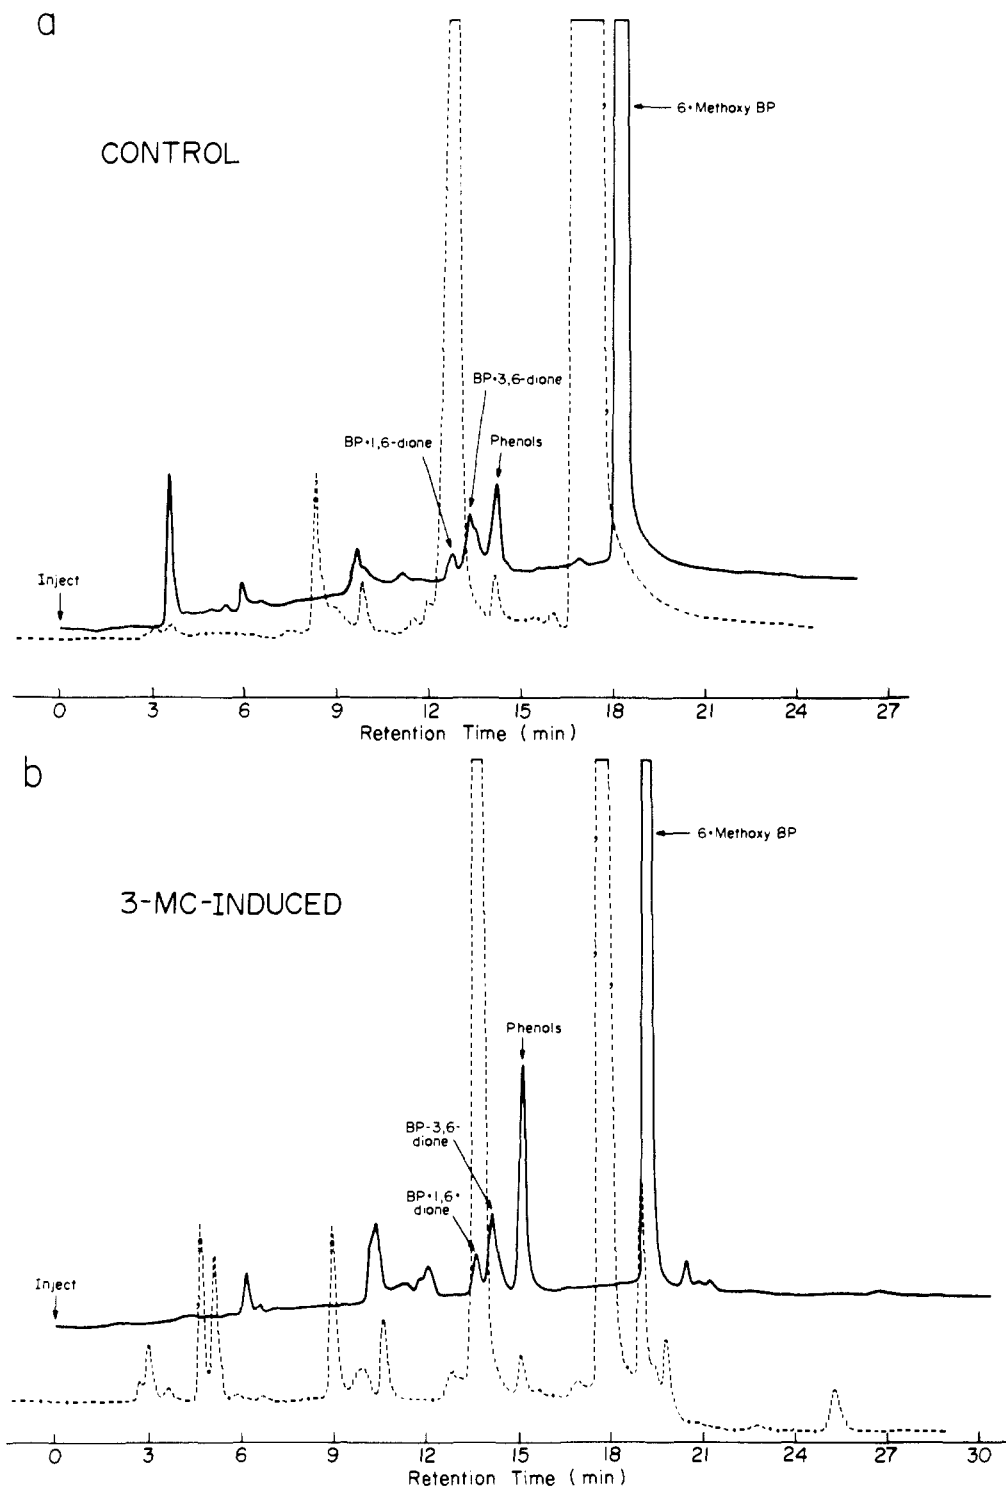 a
6-Methoxy BP
CONTROL
BP-3,6-dione
BP-1,6-dione
Phenols
Inject
0 3 6 9 12 15 18 21 24 27
Retention Time (min)
b
6-Methoxy BP
3-MC-INDUCED
Phenols
BP-3,6-
dione
BP-1,6-
dione
Inject
0 3 6 9 12 15 18 21 24 27 30
Retention Time (min)